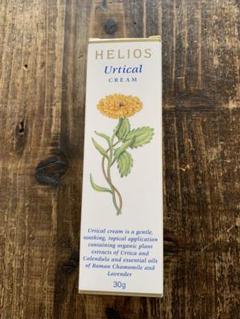 HELIOS
Urtical
CREAM
Urtical cream is a gentle,
soothing, topical application
containing organic plant
extracts of Urtica and
Calendula and essential oils
of Roman Chamomile and
Lavender
30g